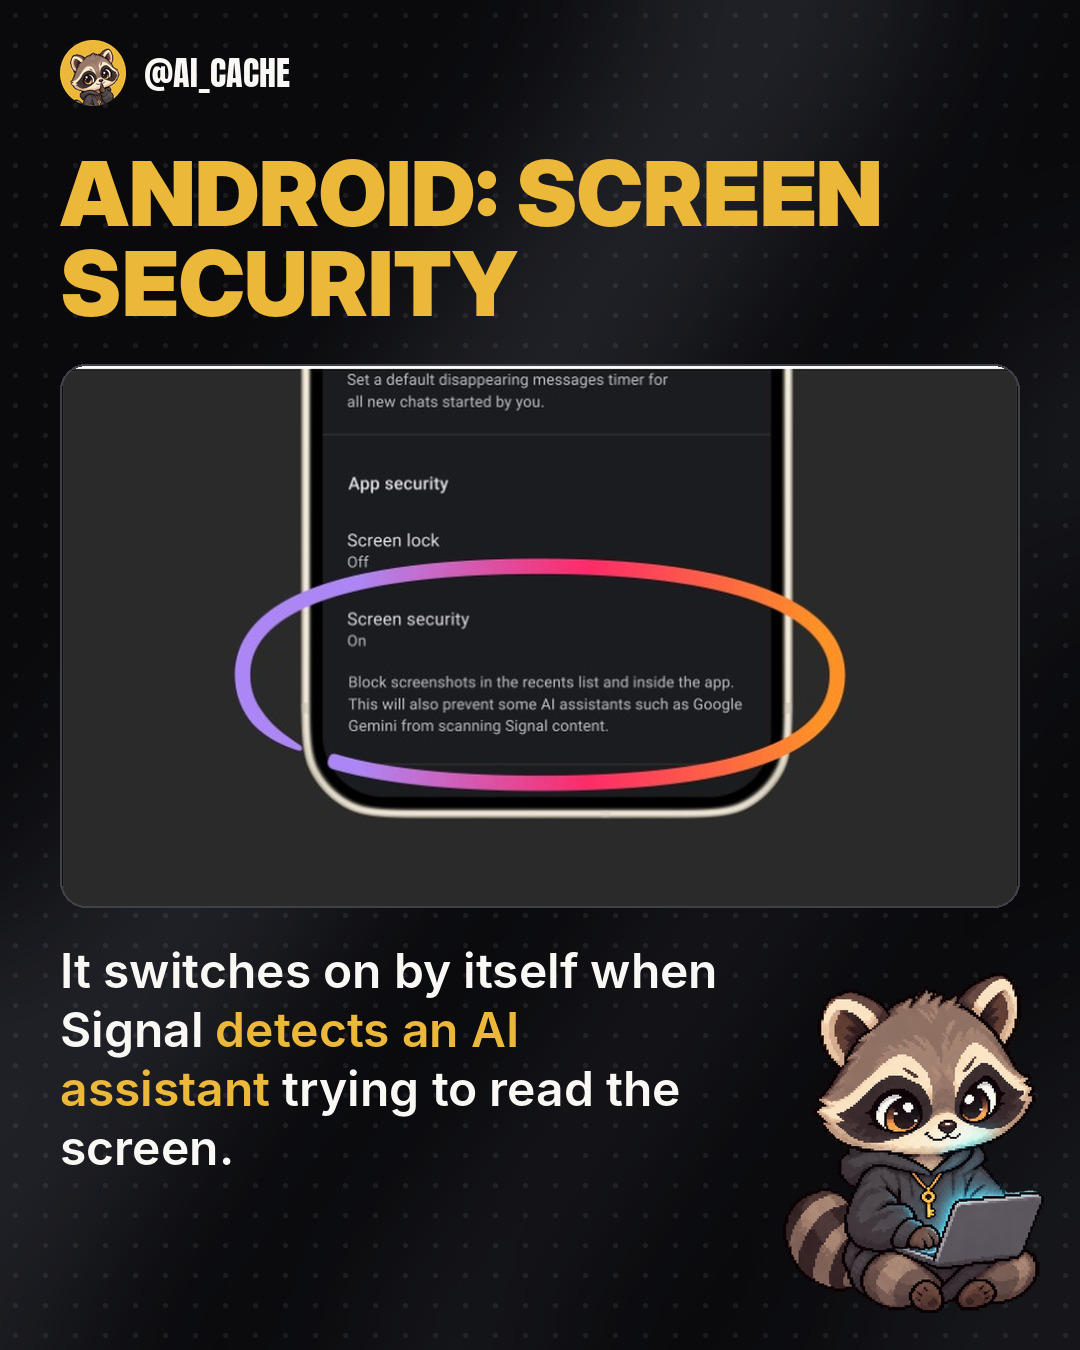 @AI_CACHE
ANDROID: SCREEN
SECURITY
Set a default disappearing messages timer for
all new chats started by you.
App security
Screen lock
Off
Screen security
On
Block screenshots in the recents list and inside the app.
This will also prevent some AI assistants such as Google
Gemini from scanning Signal content.
It switches on by itself when
Signal detects an AI
assistant trying to read the
screen.